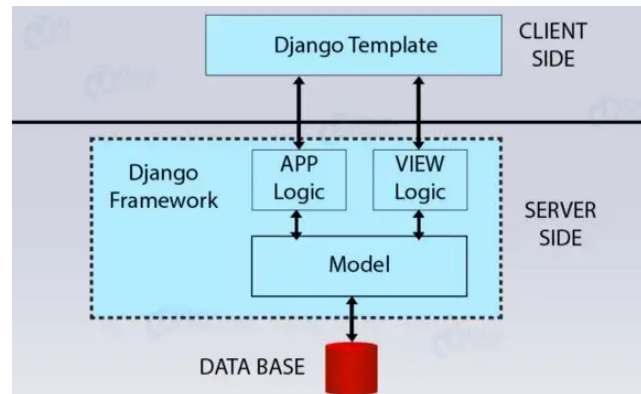 Django Template
CLIENT
SIDE
Django
Framework
APP
Logic
VIEW
Logic
SERVER
SIDE
Model
DATA BASE